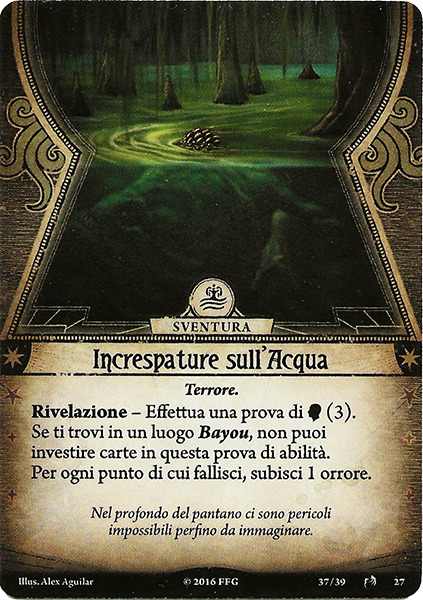 SVENTURA
Increspature sull'Acqua
Terrore.
Rivelazione – Effettua una prova di (3).
Se ti trovi in un luogo Bayou, non puoi
investire carte in questa prova di abilità.
Per ogni punto di cui fallisci, subisci 1 orrore.
Nel profondo del pantano ci sono pericoli
impossibili perfino da immaginare.
Illus. Alex Aguilar © 2016 FFG 37/39 27